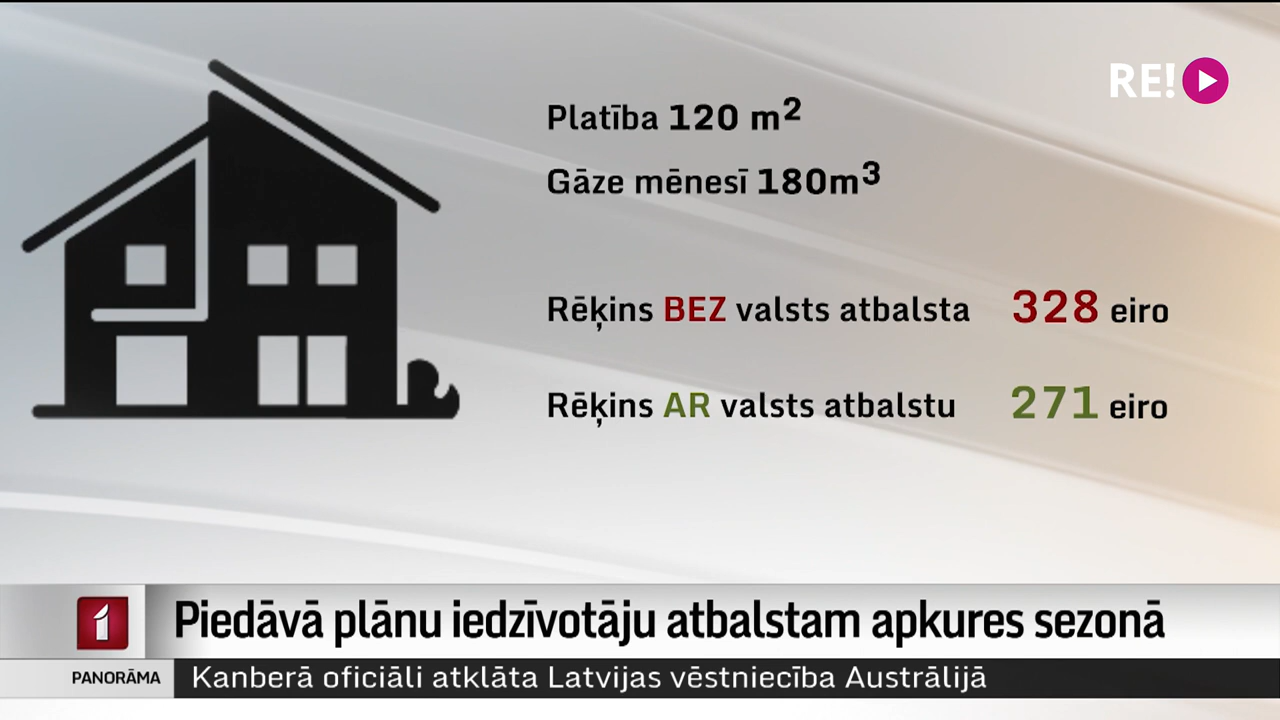 RE!
Platība 120 m²
Gāze mēnesī 180m³
Rēķins BEZ valsts atbalsta 328 eiro
Rēķins AR valsts atbalstu 271 eiro
1 Piedāvā plānu iedzīvotāju atbalstam apkures sezonā
PANORĀMA Kanberā oficiāli atklāta Latvijas vēstniecība Austrālijā